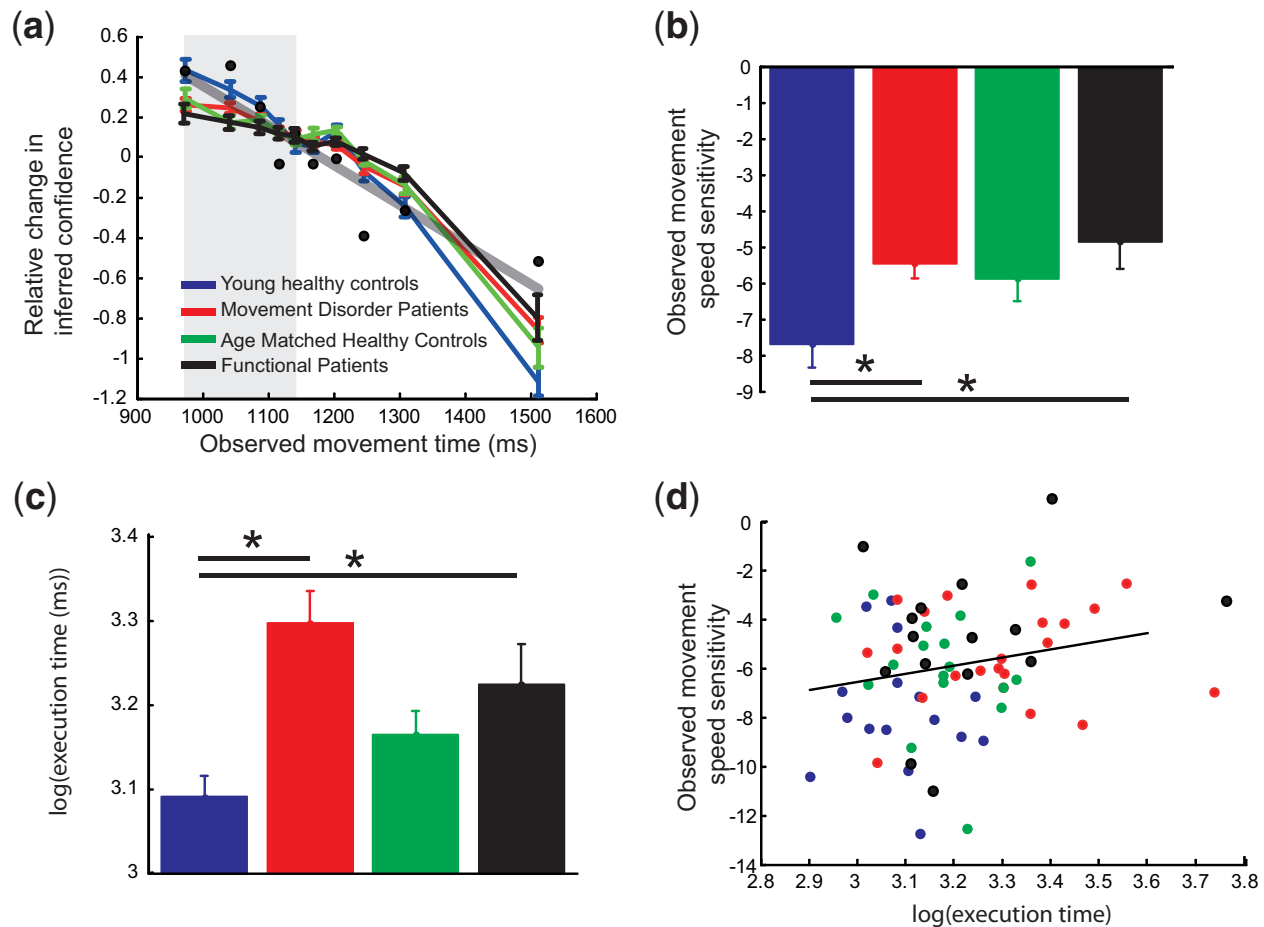 (a)
Relative change in
inferred confidence
0.6
0.4
0.2
0
-0.2
-0.4
-0.6
-0.8
-1
-1.2
900 1000 1100 1200 1300 1400 1500 1600
Observed movement time (ms)
Young healthy controls
Movement Disorder Patients
Age Matched Healthy Controls
Functional Patients
(b)
Observed movement
speed sensitivity
0
-1
-2
-3
-4
-5
-6
-7
-8
-9
*
*
(c)
log(execution time (ms))
3.4
3.3
3.2
3.1
3
*
*
(d)
Observed movement
speed sensitivity
0
-2
-4
-6
-8
-10
-12
-14
2.8 2.9 3 3.1 3.2 3.3 3.4 3.5 3.6 3.7 3.8
log(execution time)